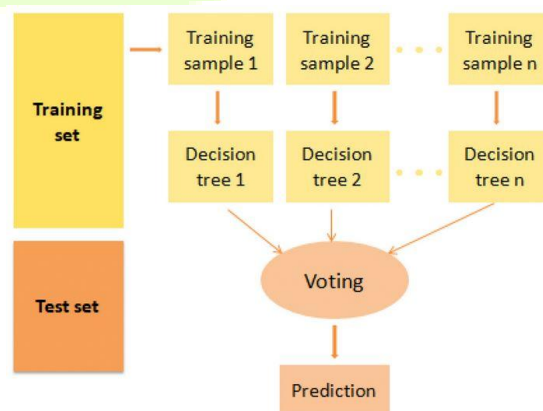 Training
set
Test set
Training
sample 1
Training
sample 2
Training
sample n
Decision
tree 1
Decision
tree 2
Decision
tree n
Voting
Prediction